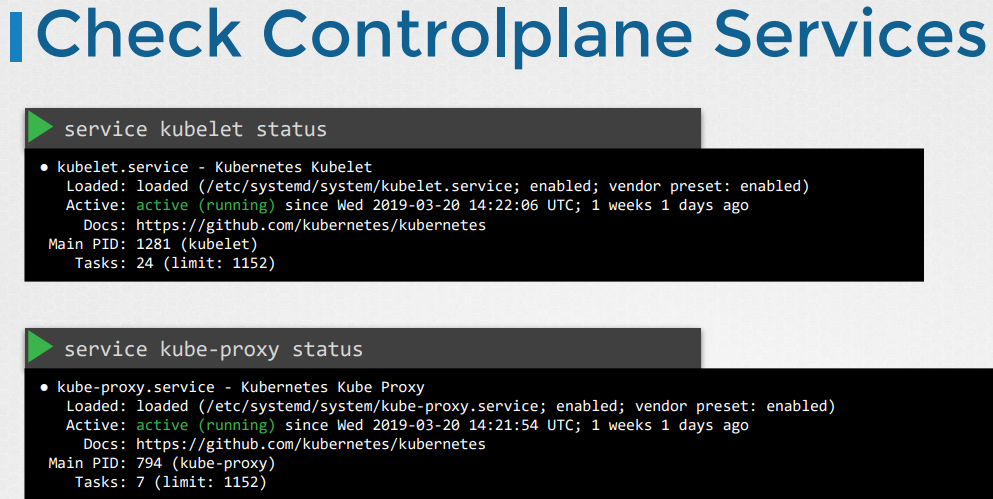 Check Controlplane Services
service kubelet status
● kubelet.service - Kubernetes Kubelet
Loaded: loaded (/etc/systemd/system/kubelet.service; enabled; vendor preset: enabled)
Active: active (running) since Wed 2019-03-20 14:22:06 UTC; 1 weeks 1 days ago
Docs: https://github.com/kubernetes/kubernetes
Main PID: 1281 (kubelet)
Tasks: 24 (limit: 1152)
service kube-proxy status
● kube-proxy.service - Kubernetes Kube Proxy
Loaded: loaded (/etc/systemd/system/kube-proxy.service; enabled; vendor preset: enabled)
Active: active (running) since Wed 2019-03-20 14:21:54 UTC; 1 weeks 1 days ago
Docs: https://github.com/kubernetes/kubernetes
Main PID: 794 (kube-proxy)
Tasks: 7 (limit: 1152)